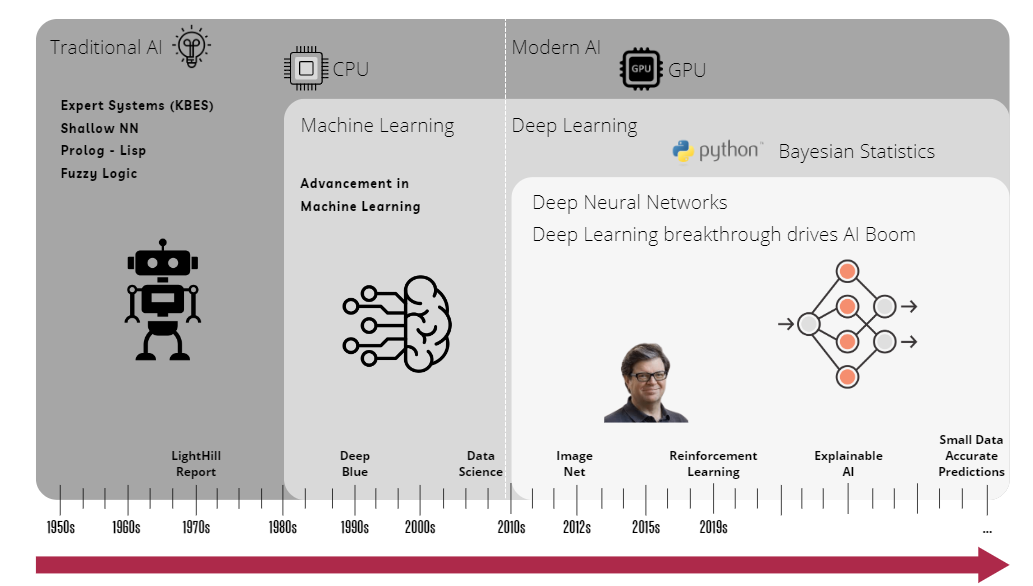 Traditional AI
CPU
Modern AI
GPU
GPU
Expert Systems (KBES)
Shallow NN
Prolog - Lisp
Fuzzy Logic
Machine Learning
Deep Learning
python™
Bayesian Statistics
Advancement in
Machine Learning
Deep Neural Networks
Deep Learning breakthrough drives AI Boom
LightHill
Report
Deep
Blue
Data
Science
Image
Net
Reinforcement
Learning
Explainable
AI
Small Data
Accurate
Predictions
1950s
1960s
1970s
1980s
1990s
2000s
2010s
2012s
2015s
2019s
...